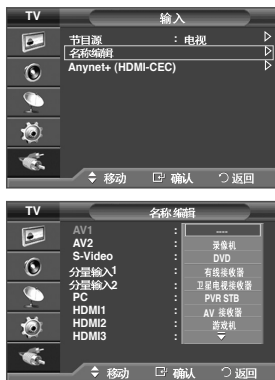 TV 输入
节目源 : 电视
名称编辑
Anynet+ (HDMI-CEC)
移动 确认 返回
TV 名称编辑
AV1 : ----
AV2 : 录像机
S-Video : DVD
分量输入1 : 有线接收器
分量输入2 : 卫星电视接收器
PC : PVR STB
HDMI1 : AV 接收器
HDMI2 : 游戏机
HDMI3 :
移动 确认 返回